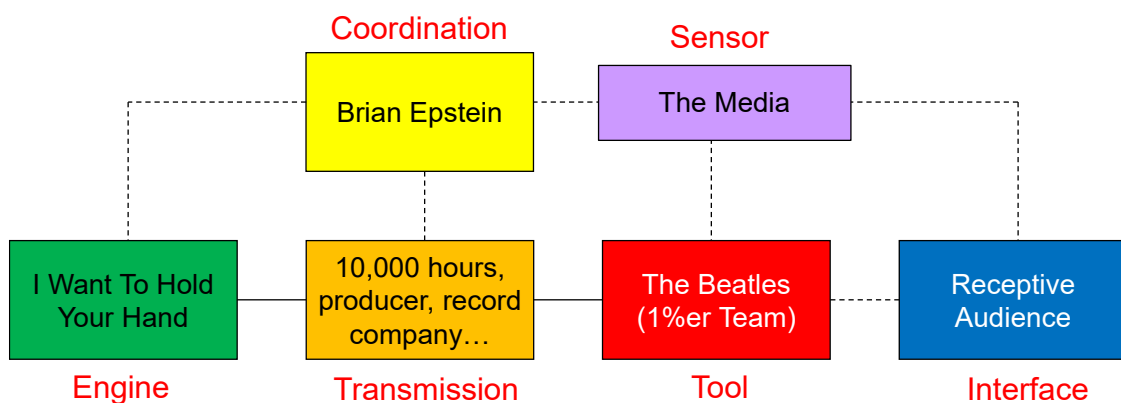 Coordination
Sensor
Brian Epstein
The Media
I Want To Hold
Your Hand
10,000 hours,
producer, record
company…
The Beatles
(1%er Team)
Receptive
Audience
Engine
Transmission
Tool
Interface